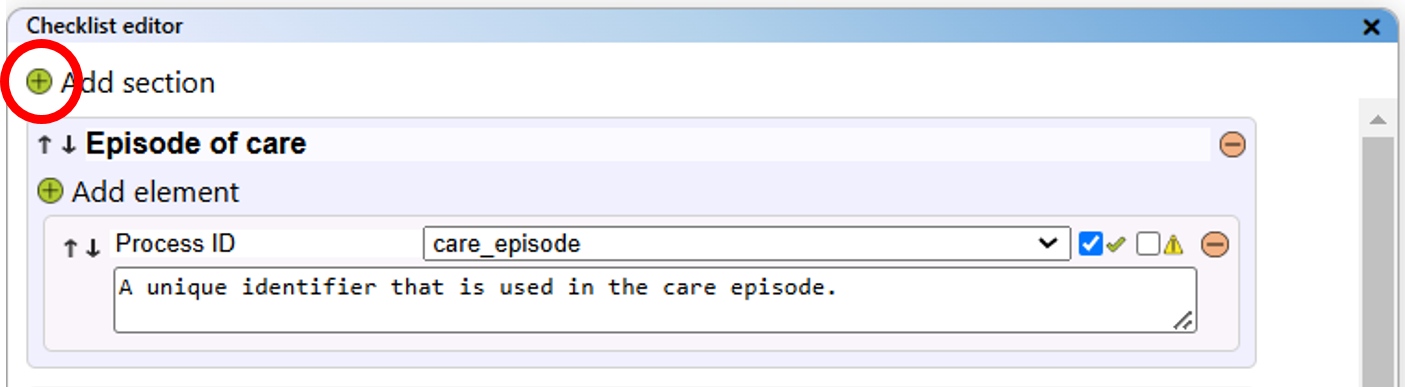 Checklist editor
Add section
Episode of care
Add element
Process ID care_episode
A unique identifier that is used in the care episode.